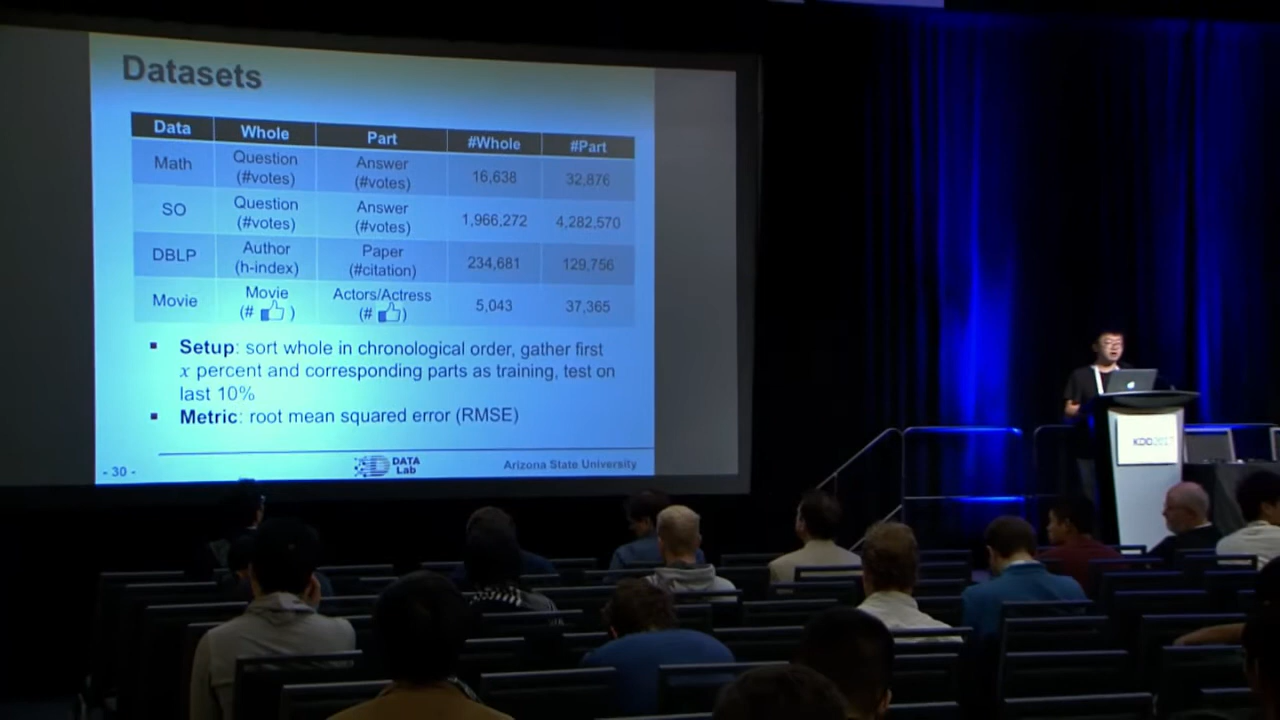 Datasets
Data Whole Part #Whole #Part
Math Question (#votes) Answer (#votes) 16,638 32,876
SO Question (#votes) Answer (#votes) 1,966,272 4,282,570
DBLP Author (h-index) Paper (#citation) 234,681 129,756
Movie Movie (# ) Actors/Actress (# ) 5,043 37,365
▪ Setup: sort whole in chronological order, gather first
x percent and corresponding parts as training, test on
last 10%
▪ Metric: root mean squared error (RMSE)
- 30 -
DATA
Lab
Arizona State University
KDD2017